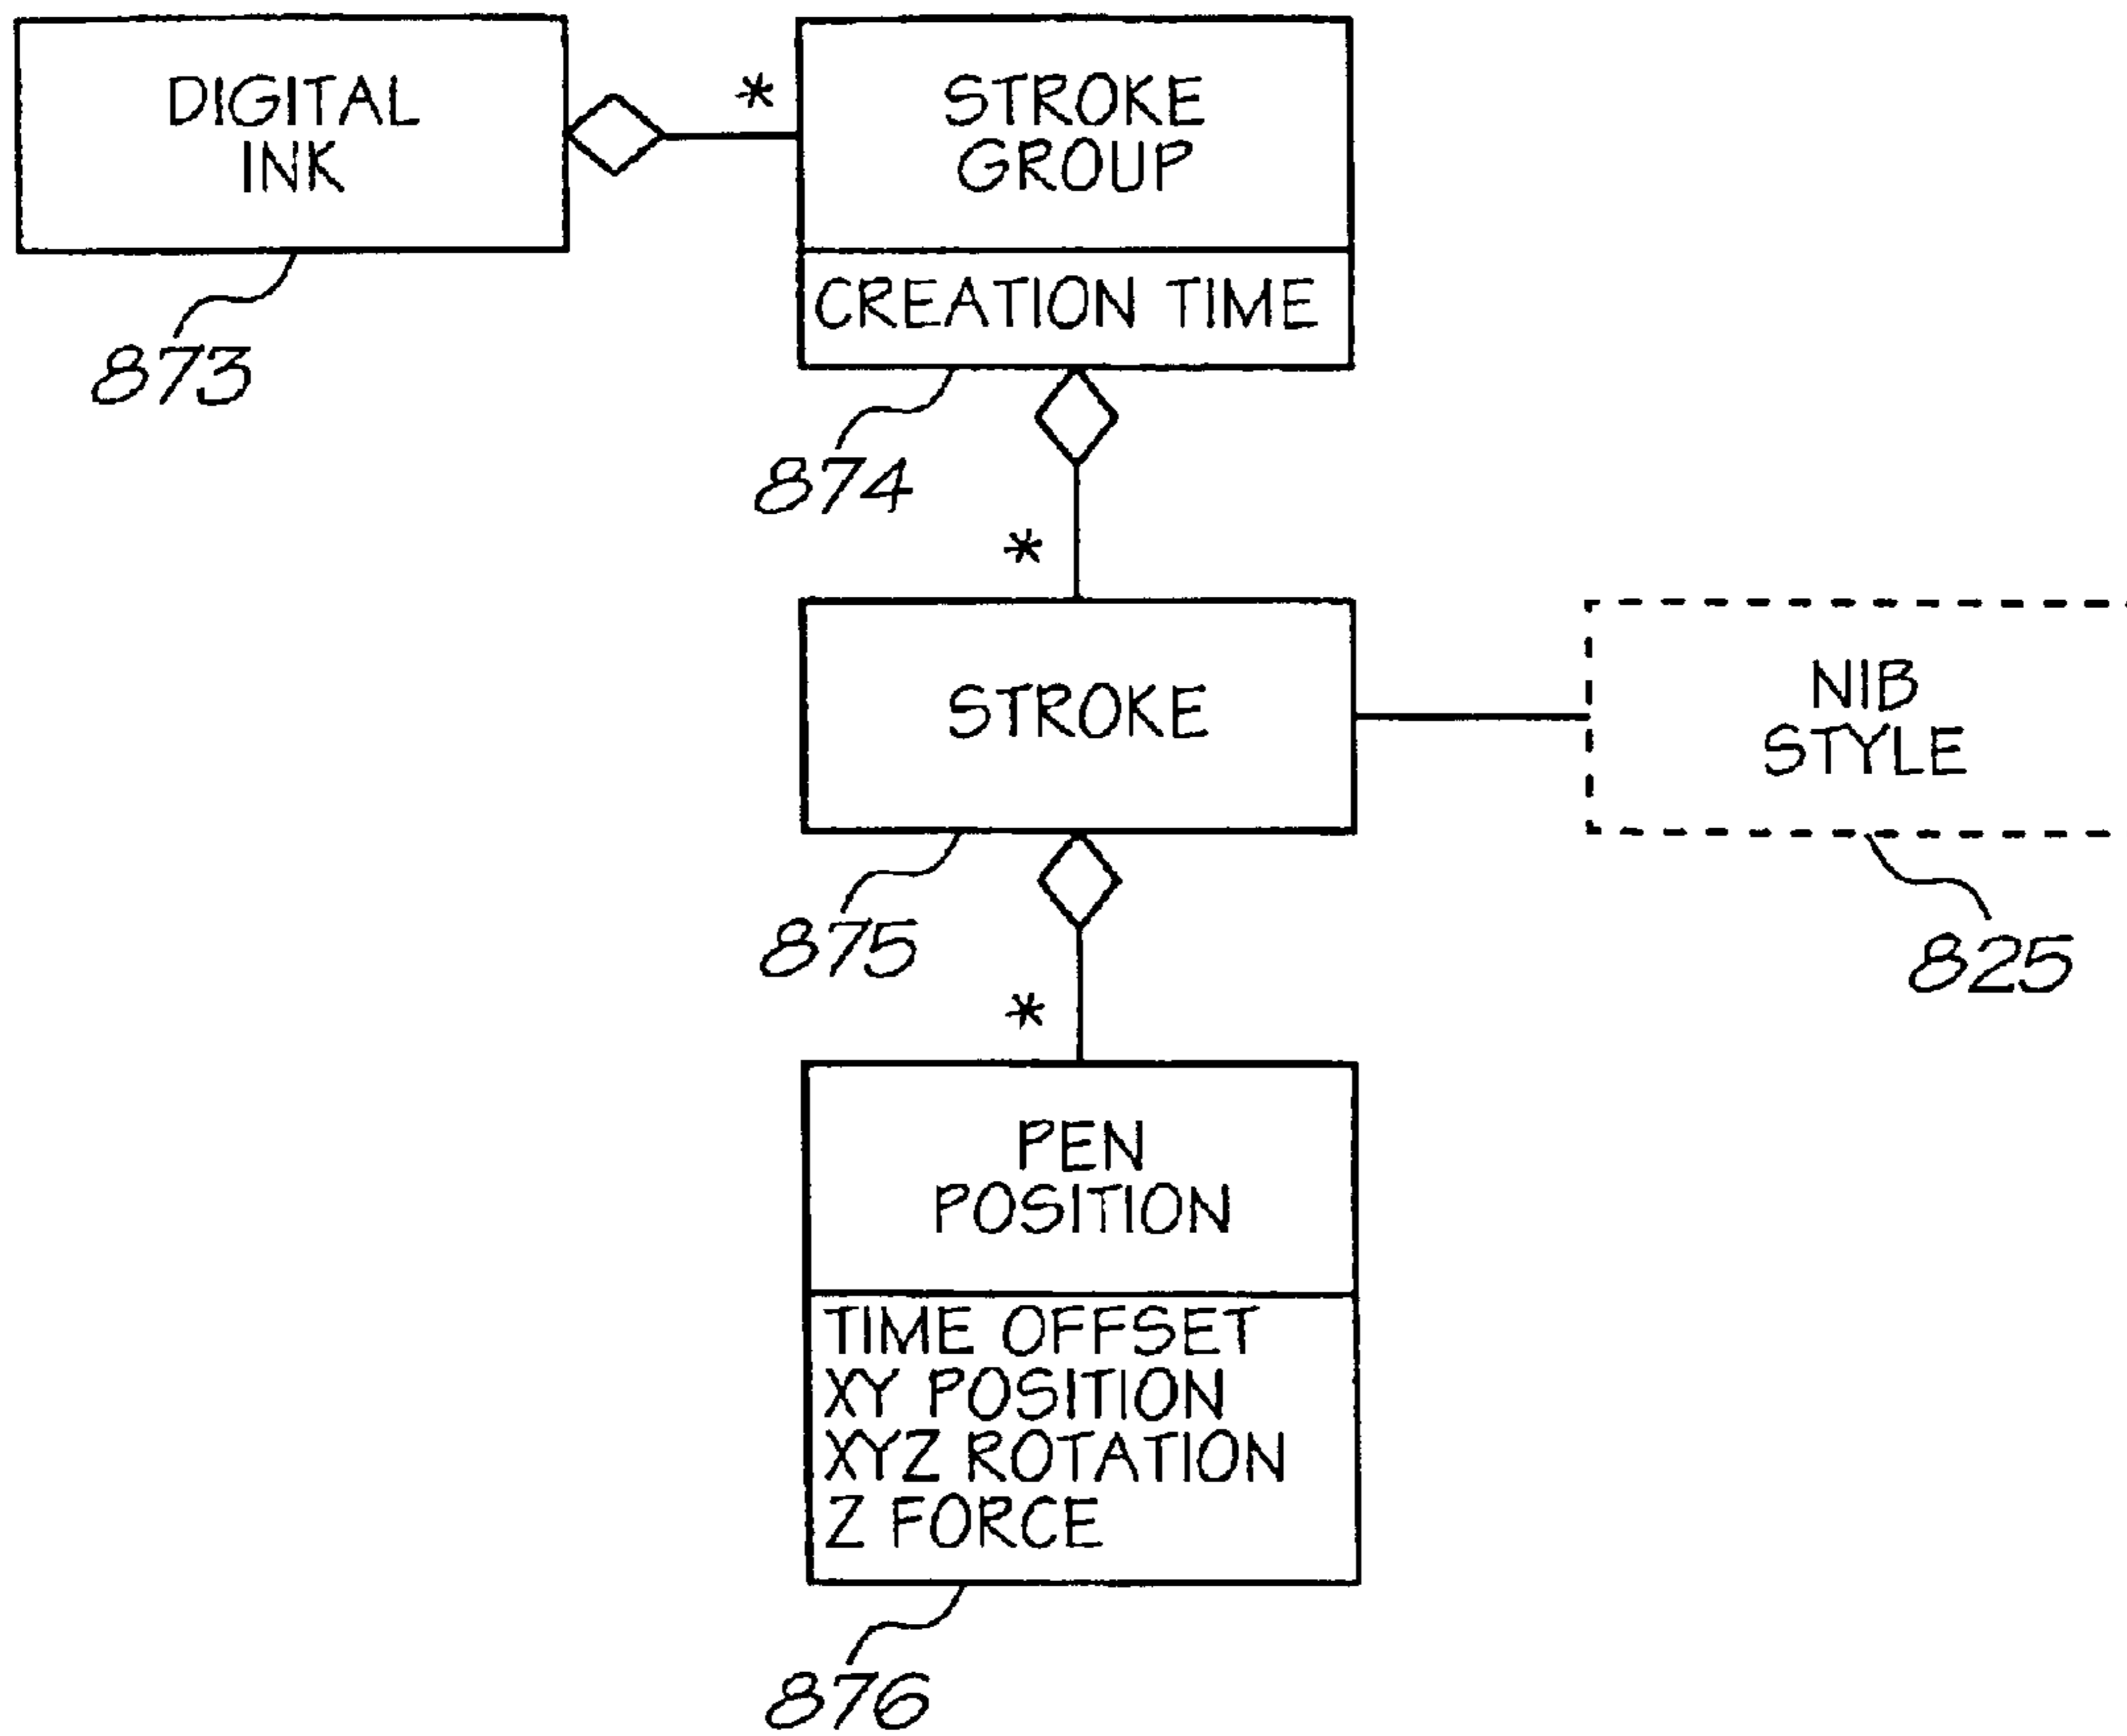 DIGITAL
INK
*
STROKE
GROUP
CREATION TIME
873
874
*
STROKE
NIB
STYLE
875
825
*
PEN
POSITION
TIME OFFSET
XY POSITION
XYZ ROTATION
Z FORCE
876